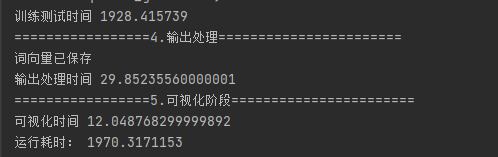 训练测试时间 1928.415739
=================4.输出处理=======================
词向量已保存
输出处理时间 29.85235560000001
=================5.可视化阶段=======================
可视化时间 12.048768299999892
运行耗时: 1970.3171153